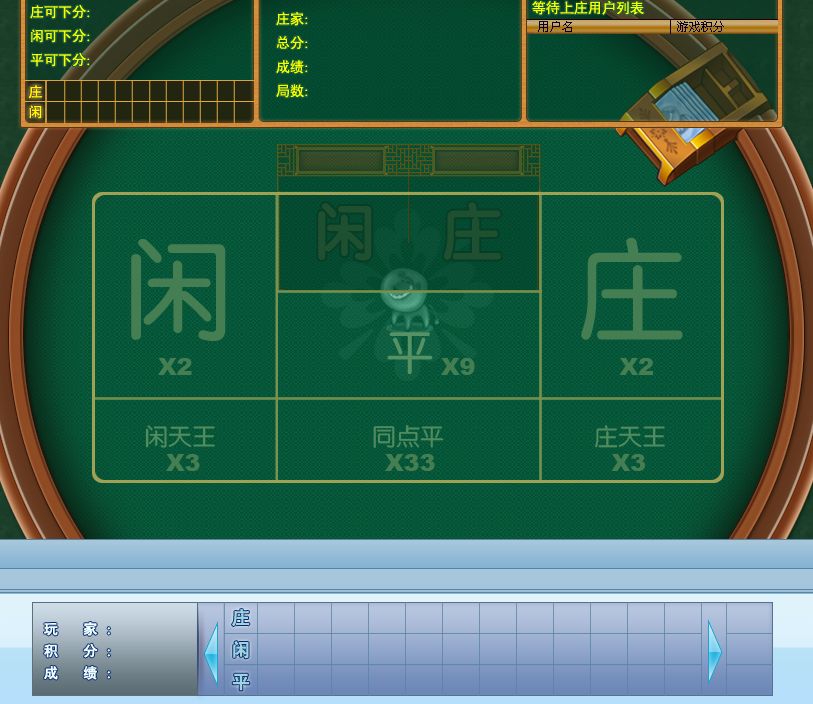 庄可下分:
闲可下分:
平可下分:
庄
闲
庄家:
总分:
成绩:
局数:
等待上庄用户列表
用户名 游戏积分
闲 庄
闲
X2
平 X9
庄
X2
闲天王
X3
同点平
X33
庄天王
X3
玩 家 :
积 分 :
成 绩 :
庄
闲
平